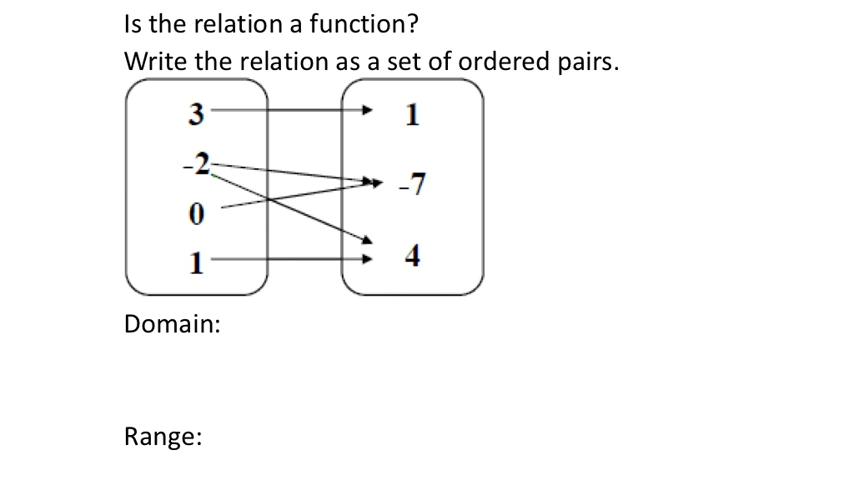 Is the relation a function?
Write the relation as a set of ordered pairs.
3 1
-2
-7
0
1 4
Domain:
Range: